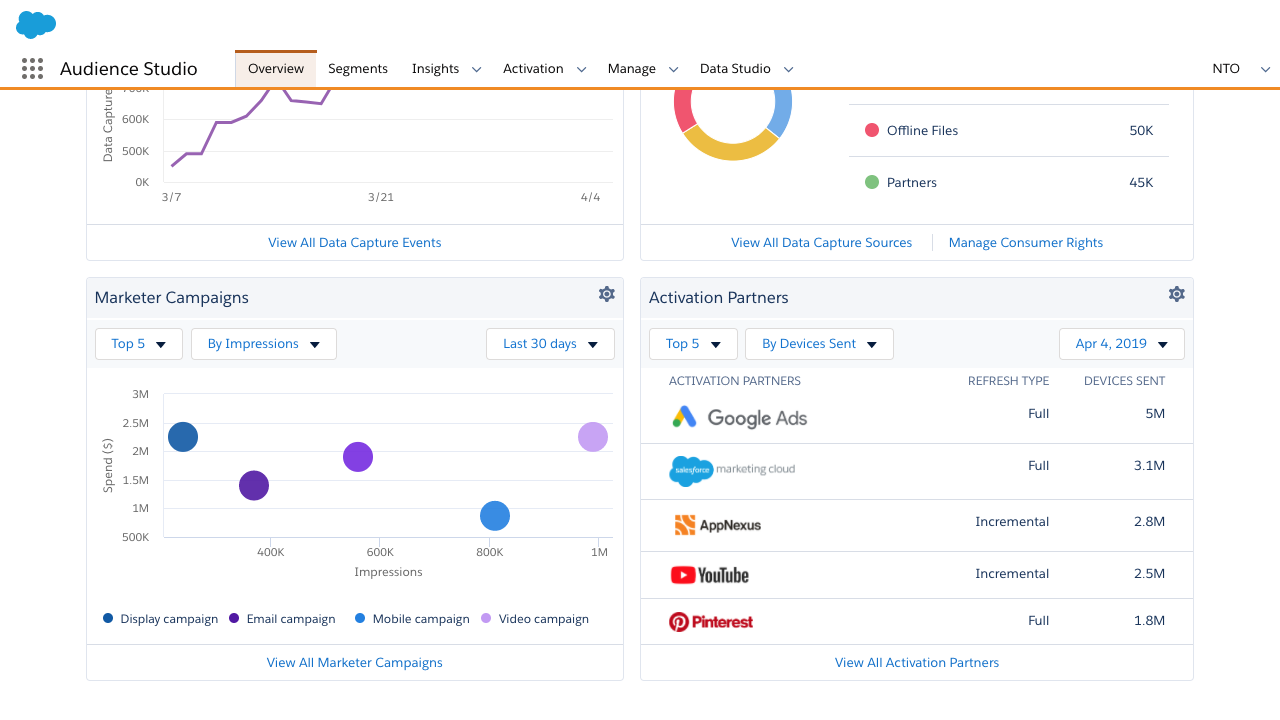 Audience Studio
Overview
Segments
Insights
Activation
Manage
Data Studio
NTO
Data Capture
600K
500K
0K
3/7
3/21
4/4
View All Data Capture Events
Offline Files
50K
Partners
45K
View All Data Capture Sources
Manage Consumer Rights
Marketer Campaigns
Top 5
By Impressions
Last 30 days
Spend ($)
3M
2.5M
2M
1.5M
1M
500K
400K
600K
800K
1M
Impressions
Display campaign
Email campaign
Mobile campaign
Video campaign
View All Marketer Campaigns
Activation Partners
Top 5
By Devices Sent
Apr 4, 2019
ACTIVATION PARTNERS
REFRESH TYPE
DEVICES SENT
Google Ads
Full
5M
salesforce marketing cloud
Full
3.1M
AppNexus
Incremental
2.8M
YouTube
Incremental
2.5M
Pinterest
Full
1.8M
View All Activation Partners